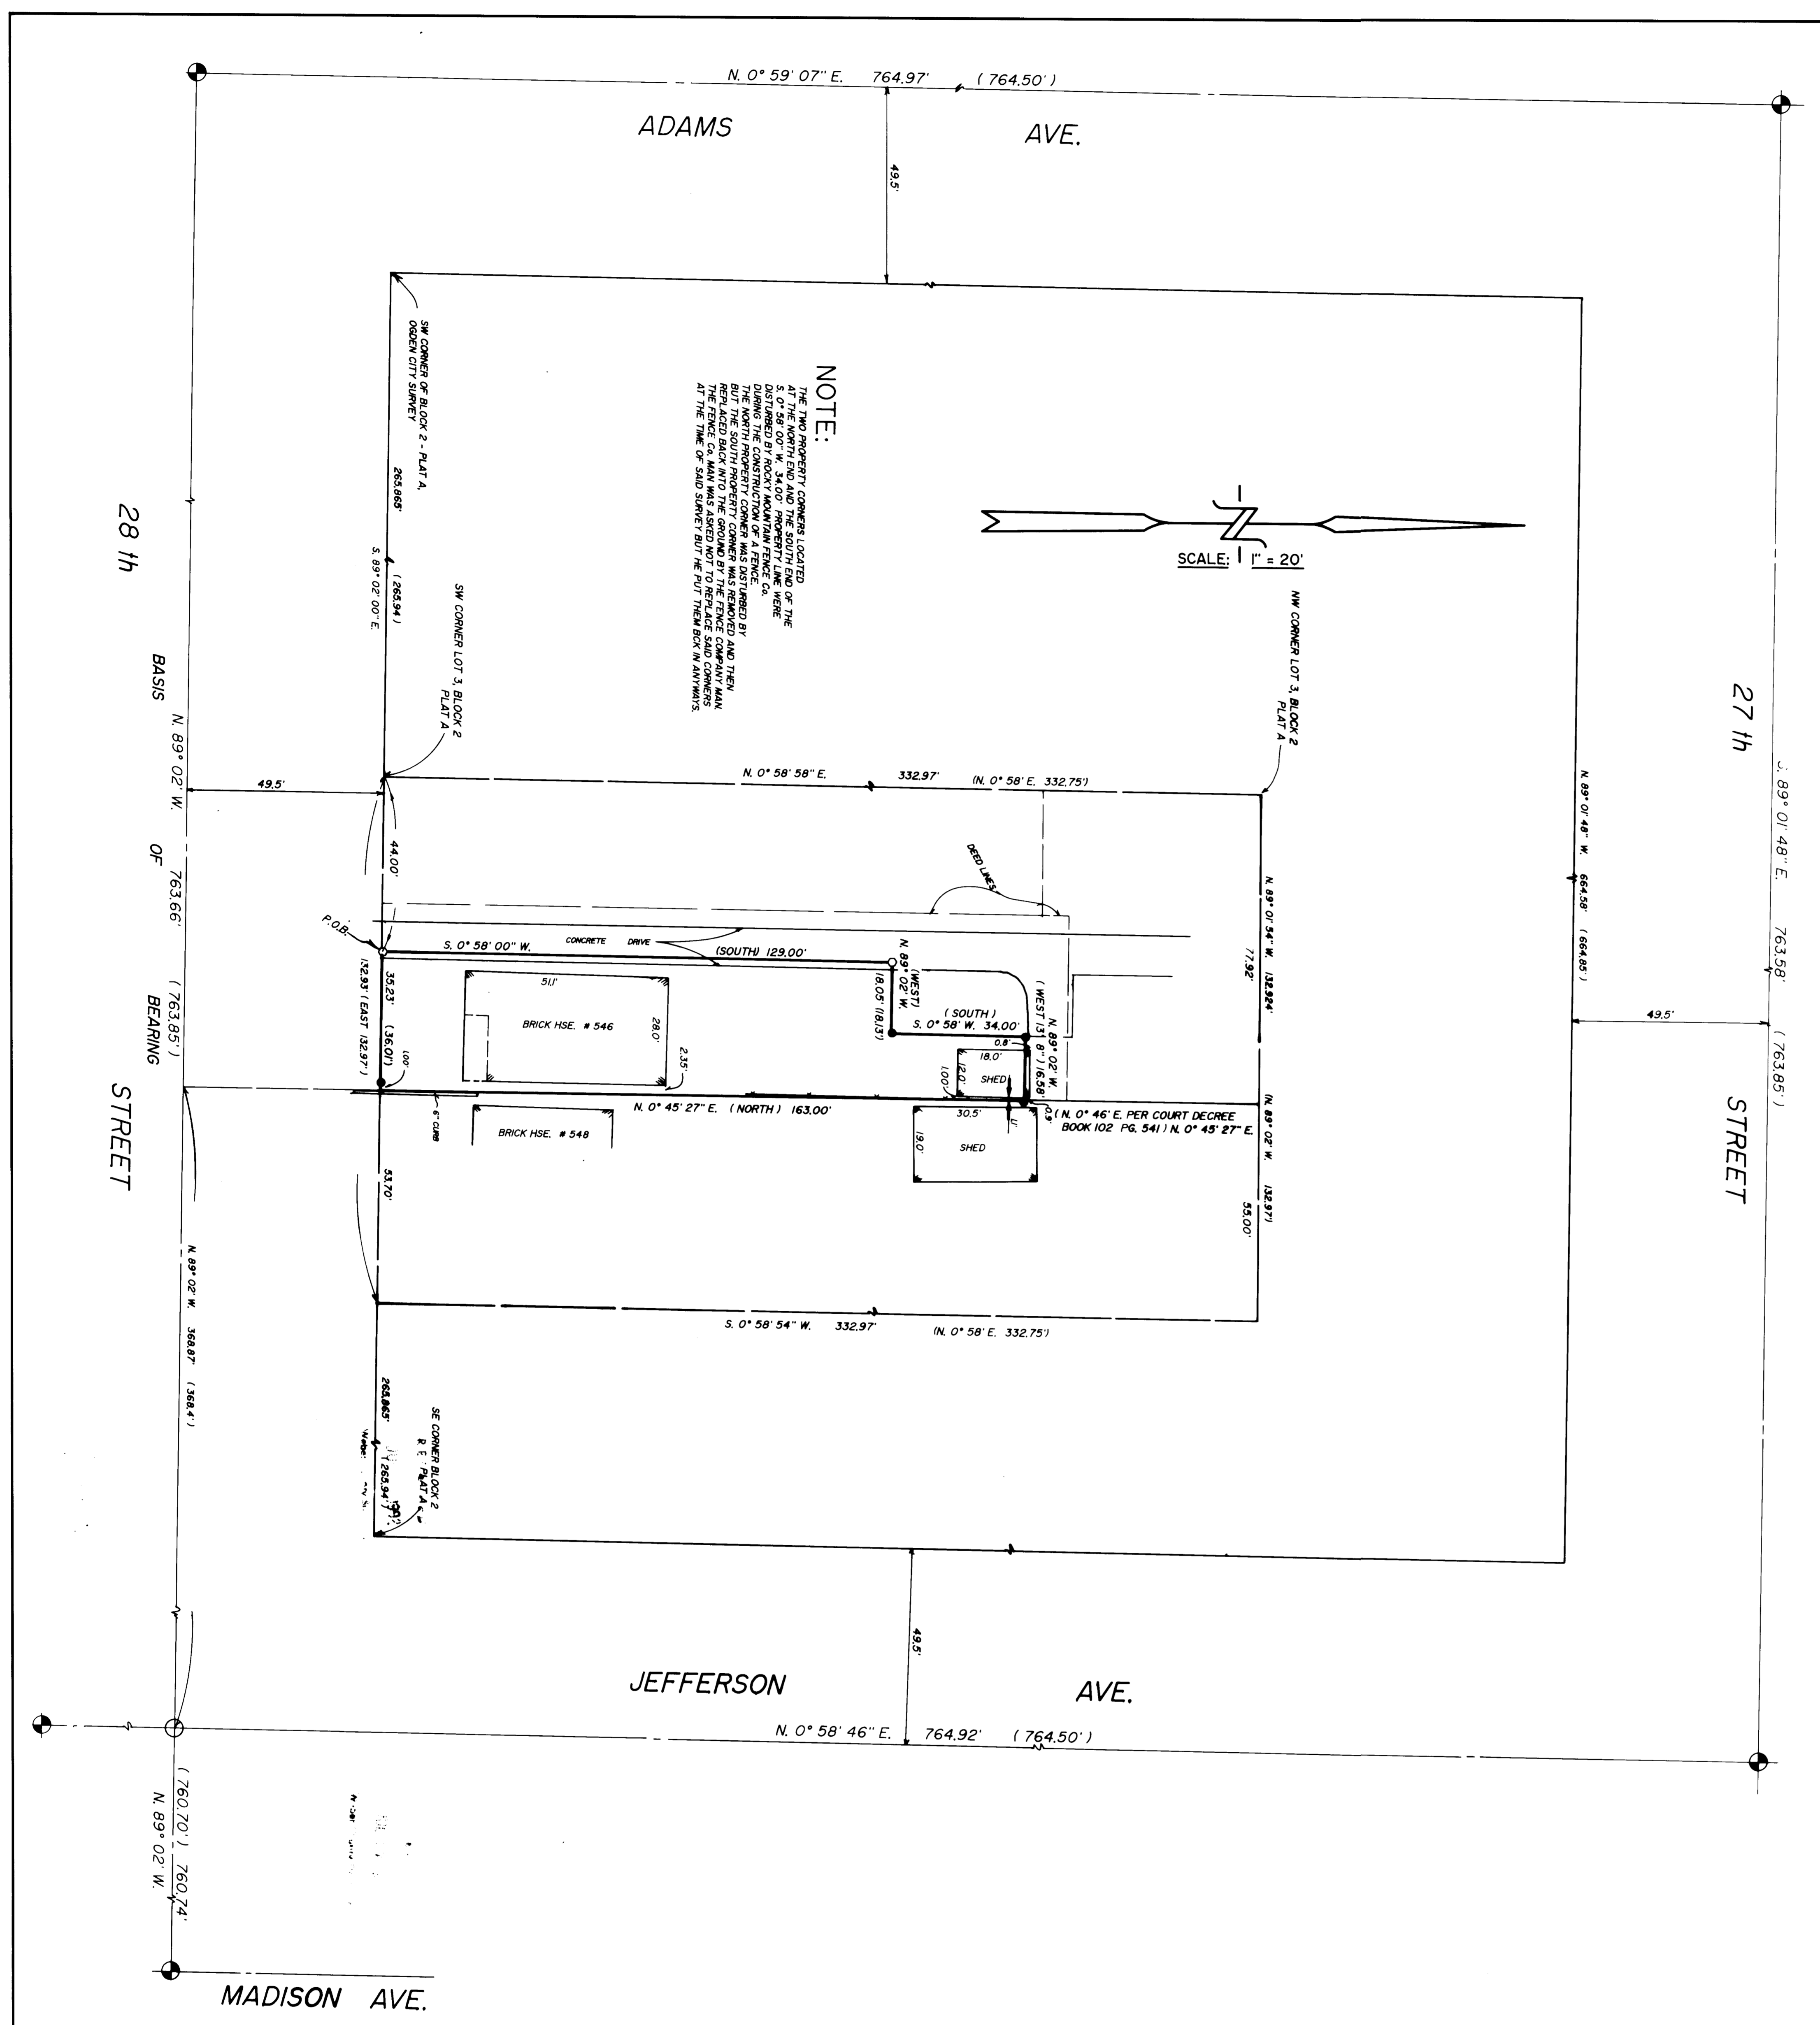 N. 0° 59' 07" E. 764.97' ( 764.50' )
ADAMS AVE.
49.5'
SW CORNER OF BLOCK 2 - PLAT A,
OGDEN CITY SURVEY
265.865' ( 265.94 )
S. 89° 02' 00" E.
NOTE:
THE TWO PROPERTY CORNERS LOCATED
AT THE NORTH END AND THE SOUTH END OF THE
S. 0° 58' 00" W. 34.00' PROPERTY LINE WERE
DISTURBED BY ROCKY MOUNTAIN FENCE Co.
DURING THE CONSTRUCTION OF A FENCE.
THE NORTH PROPERTY CORNER WAS DISTURBED BY
BUT THE SOUTH PROPERTY CORNER WAS REMOVED AND THEN
REPLACED BACK INTO THE GROUND BY THE FENCE COMPANY MAN.
THE FENCE Co. MAN WAS ASKED NOT TO REPLACE SAID CORNERS
AT THE TIME OF SAID SURVEY BUT HE PUT THEM BCK IN ANYWAYS.
SCALE: 1" = 20'
NW CORNER LOT 3, BLOCK 2
PLAT A
SW CORNER LOT 3, BLOCK 2
PLAT A
27 th STREET
89° 01' 48" E. 763.58' ( 763.85' )
N. 89° 01' 48" W. 664.58' ( 664.85' )
49.5'
28 th STREET
BASIS OF BEARING
N. 89° 02' W. 763.66' ( 763.85' )
49.5'
N. 0° 58' 58" E. 332.97' (N. 0° 58' E. 332.75')
44.00'
DEED LINES
N. 89° 01' 54" W. 132.924'
(N. 89° 02' W. 132.97')
77.92'
55.00'
P.O.B.
S. 0° 58' 00" W. (SOUTH) 129.00'
CONCRETE DRIVE
N. 89° 02' W.
(WEST)
18.05' (18.13')
( SOUTH )
S. 0° 58' W. 34.00'
N. 89° 02' W.
( WEST 13' 8" ) 16.58'
35.23' (36.01')
132.93' ( EAST 132.97' )
1.00'
51.1'
28.0'
BRICK HSE. # 546
2.35'
0.8'
18.0'
12.0'
SHED
1.00'
0.9'
N. 0° 45' 27" E. ( NORTH ) 163.00'
( N. 0° 46' E. PER COURT DECREE
BOOK 102 PG. 541 ) N. 0° 45' 27" E.
6" CURB
BRICK HSE. # 548
30.5'
1.1'
19.0'
SHED
53.70'
S. 0° 58' 54" W. 332.97' (N. 0° 58' E. 332.75')
N. 89° 02' W. 368.87' ( 368.4' )
265.865' ( 265.94' )
SE CORNER BLOCK 2
PLAT A
49.5'
JEFFERSON AVE.
N. 0° 58' 46" E. 764.92' ( 764.50' )
( 760.70' ) 760.74'
N. 89° 02' W.
MADISON AVE.